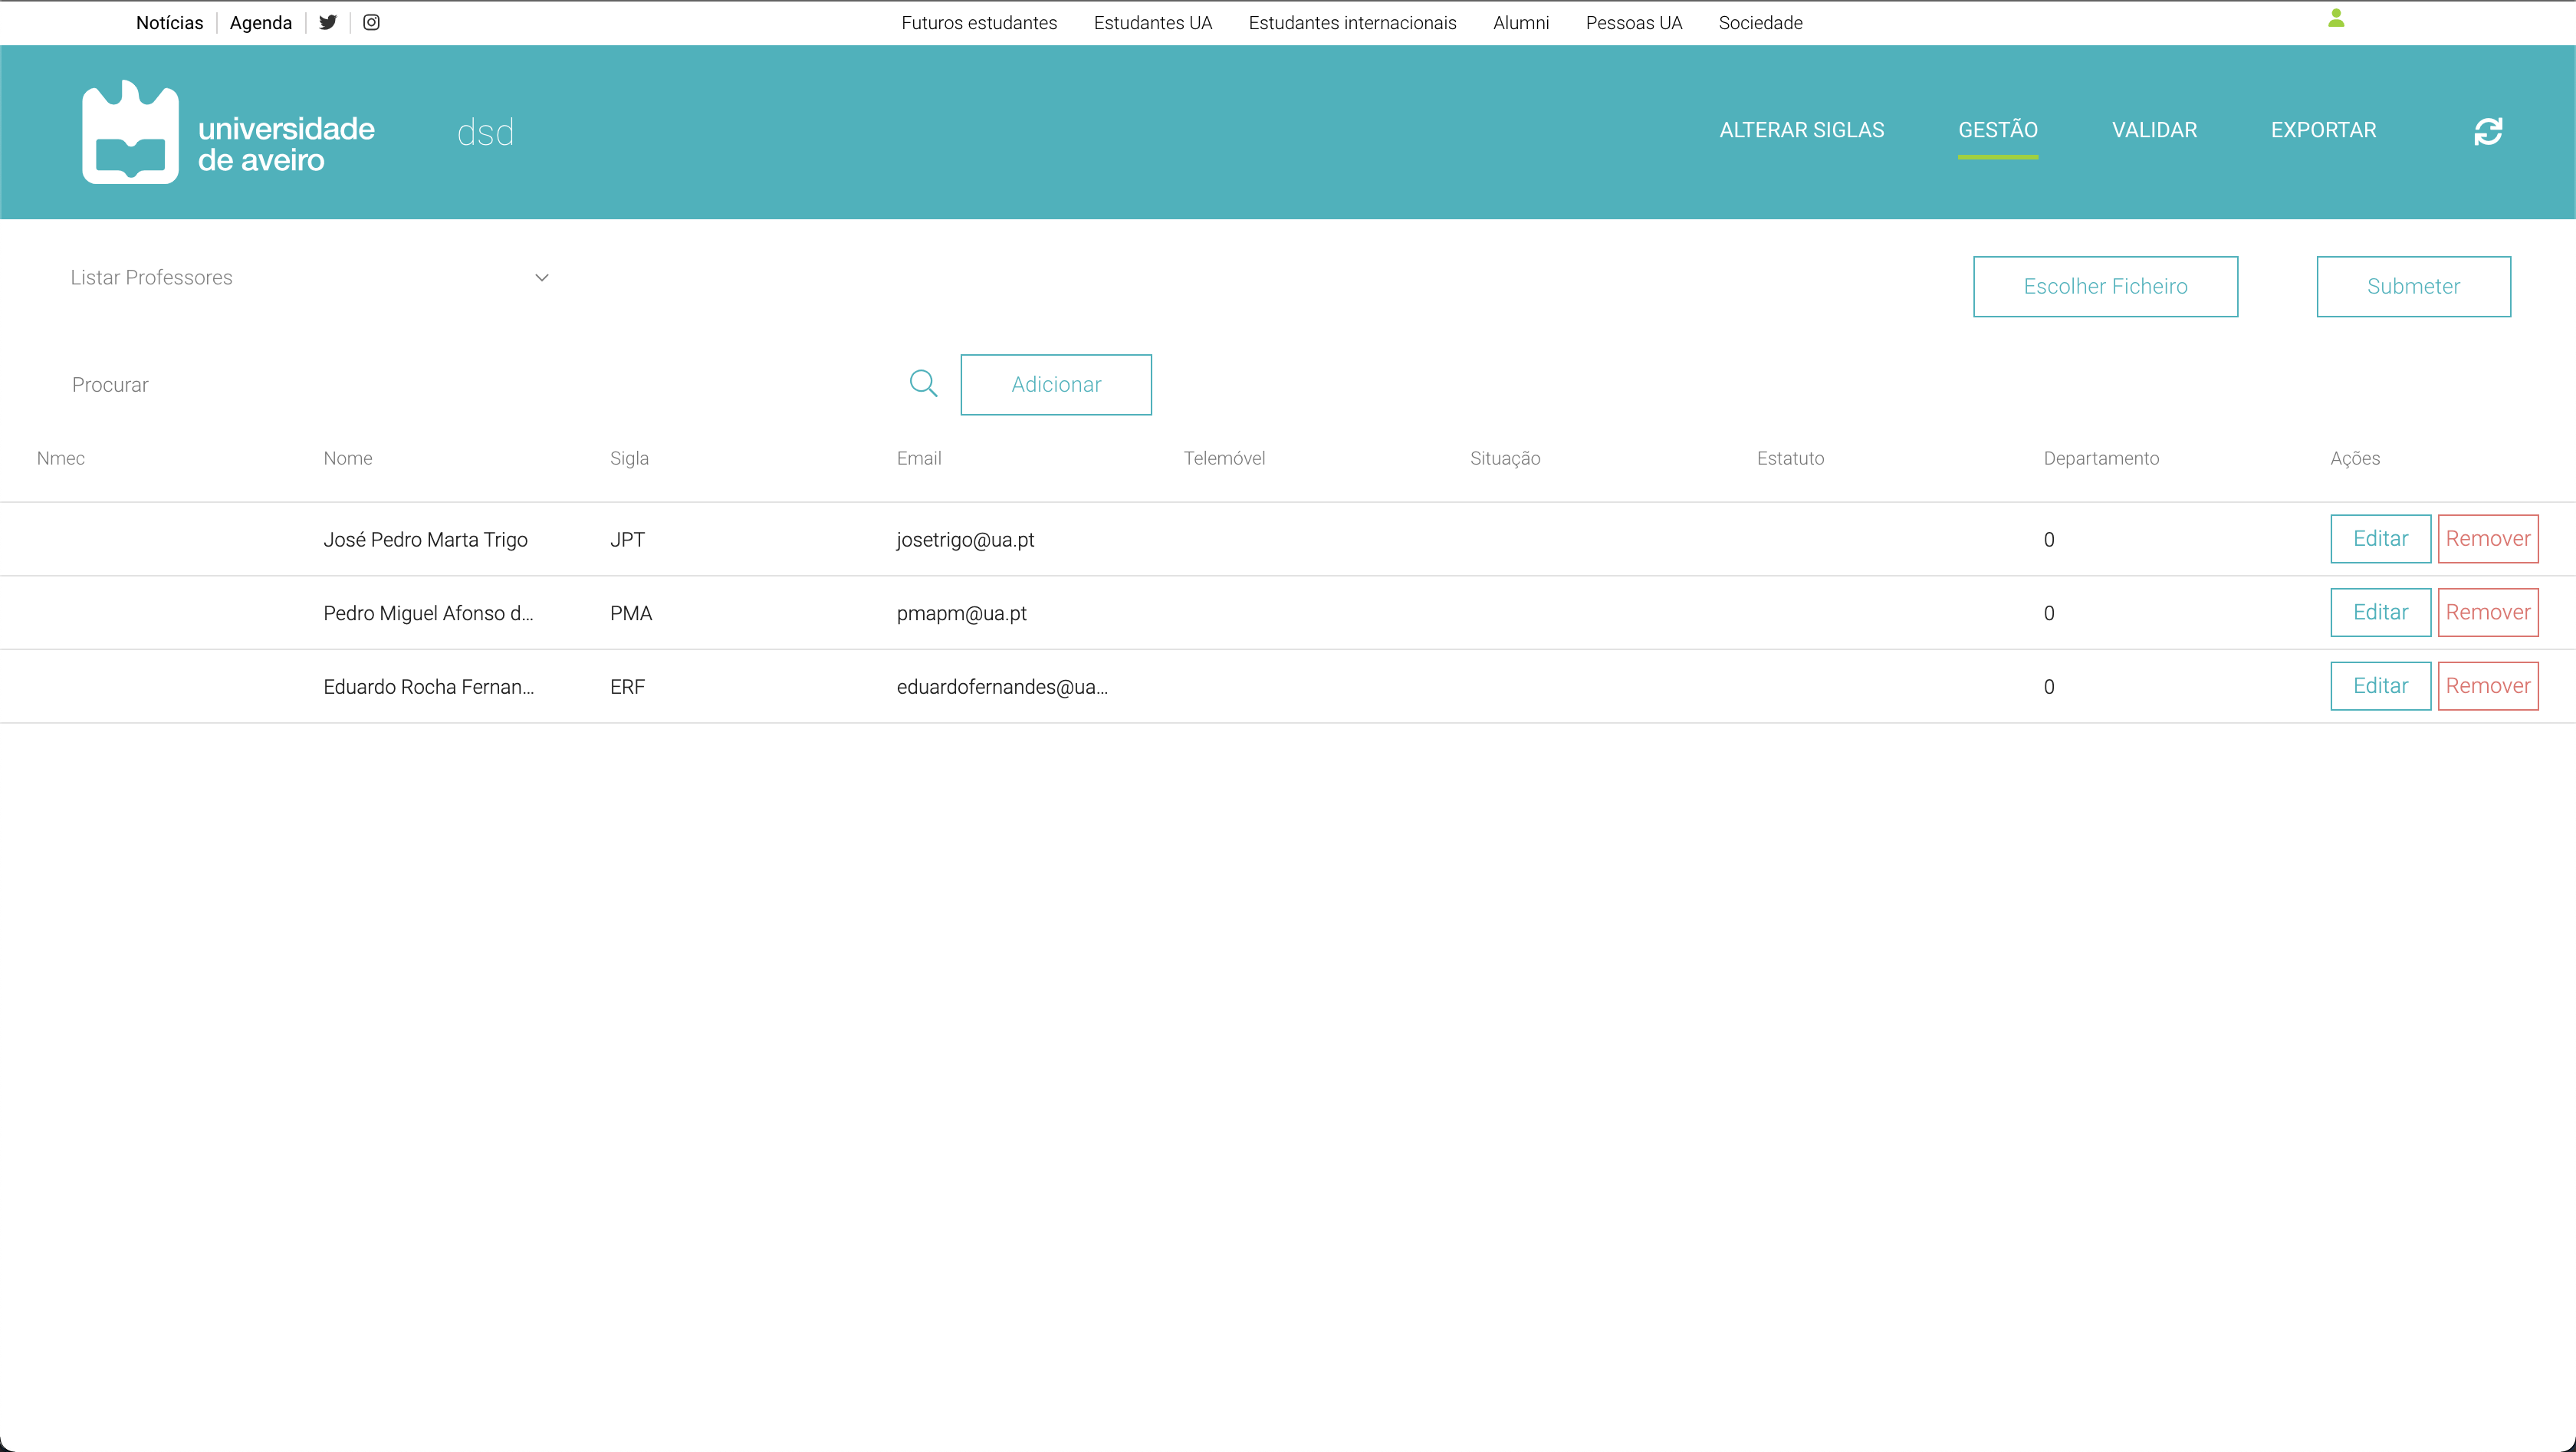 Notícias Agenda Futuros estudantes Estudantes UA Estudantes internacionais Alumni Pessoas UA Sociedade
universidade
de aveiro
dsd ALTERAR SIGLAS GESTÃO VALIDAR EXPORTAR
Listar Professores Escolher Ficheiro Submeter
Procurar Adicionar
Nmec Nome Sigla Email Telemóvel Situação Estatuto Departamento Ações
José Pedro Marta Trigo JPT josetrigo@ua.pt 0 Editar Remover
Pedro Miguel Afonso d... PMA pmapm@ua.pt 0 Editar Remover
Eduardo Rocha Fernan... ERF eduardofernandes@ua... 0 Editar Remover